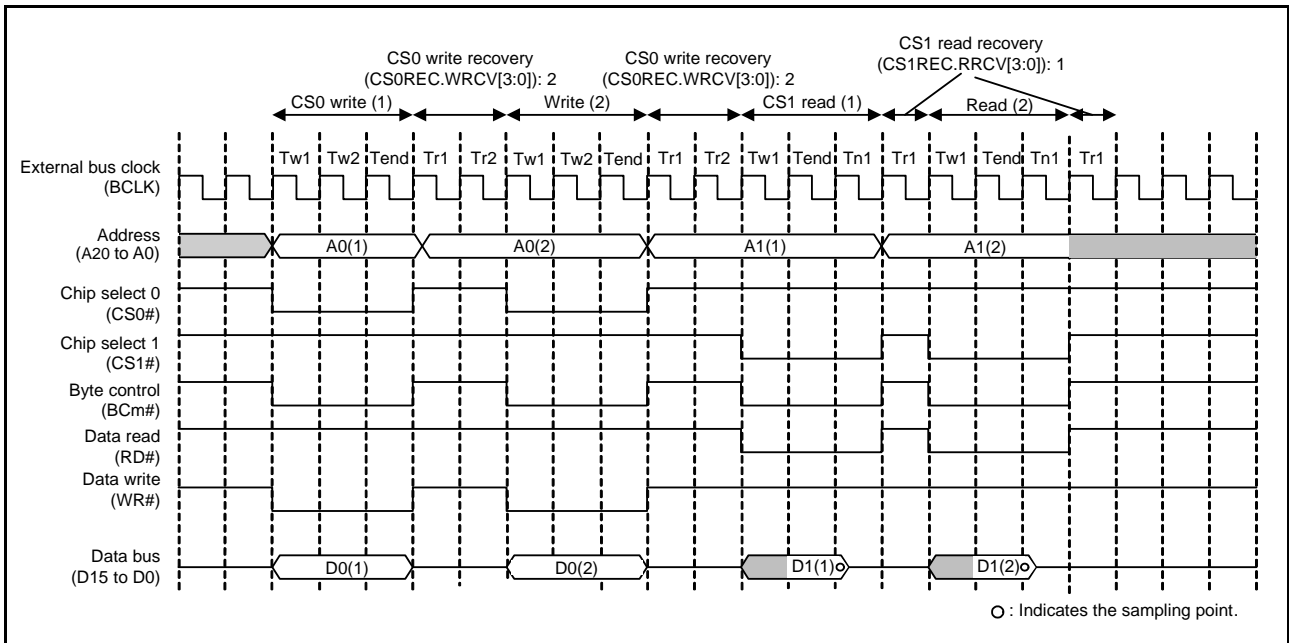 CS0 write recovery
(CS0REC.WRCV[3:0]): 2
CS0 write recovery
(CS0REC.WRCV[3:0]): 2
CS1 read recovery
(CS1REC.RRCV[3:0]): 1
CS0 write (1)
Write (2)
CS1 read (1)
Read (2)
Tw1 Tw2 Tend Tr1 Tr2 Tw1 Tw2 Tend Tr1 Tr2 Tw1 Tend Tn1 Tr1 Tw1 Tend Tn1 Tr1
External bus clock
(BCLK)
Address
(A20 to A0)
A0(1) A0(2) A1(1) A1(2)
Chip select 0
(CS0#)
Chip select 1
(CS1#)
Byte control
(BCm#)
Data read
(RD#)
Data write
(WR#)
Data bus
(D15 to D0)
D0(1) D0(2) D1(1) D1(2)
: Indicates the sampling point.